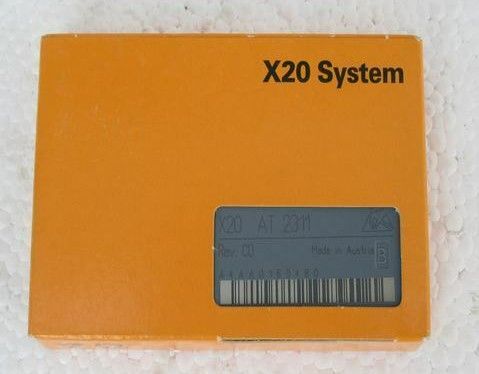 X20 System
X20 AT 2311
Rev. C0
Made in Austria